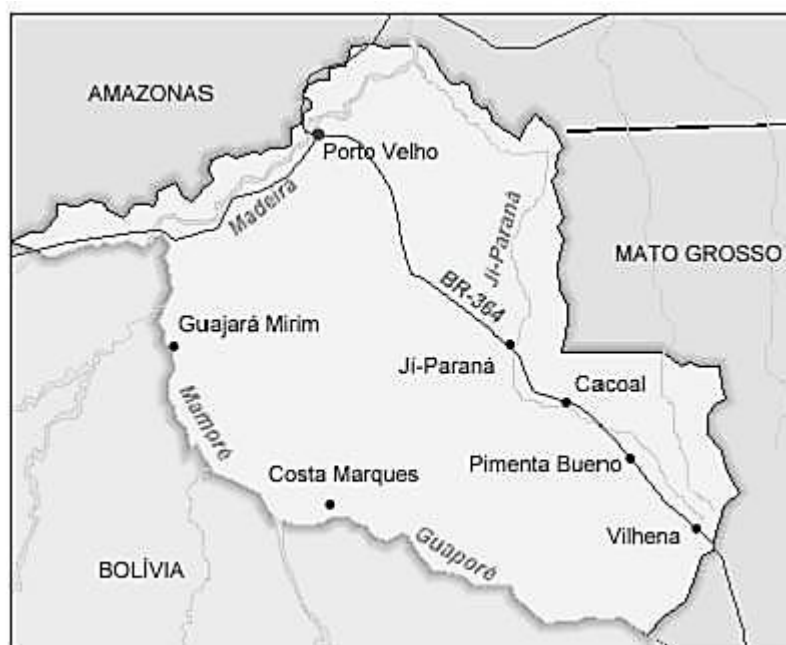 AMAZONAS
Porto Velho
Madeira
Jí-Paraná
MATO GROSSO
BR-364
Guajará Mirim
Jí-Paraná
Cacoal
Mamoré
Pimenta Bueno
Costa Marques
Vilhena
Guaporé
BOLÍVIA